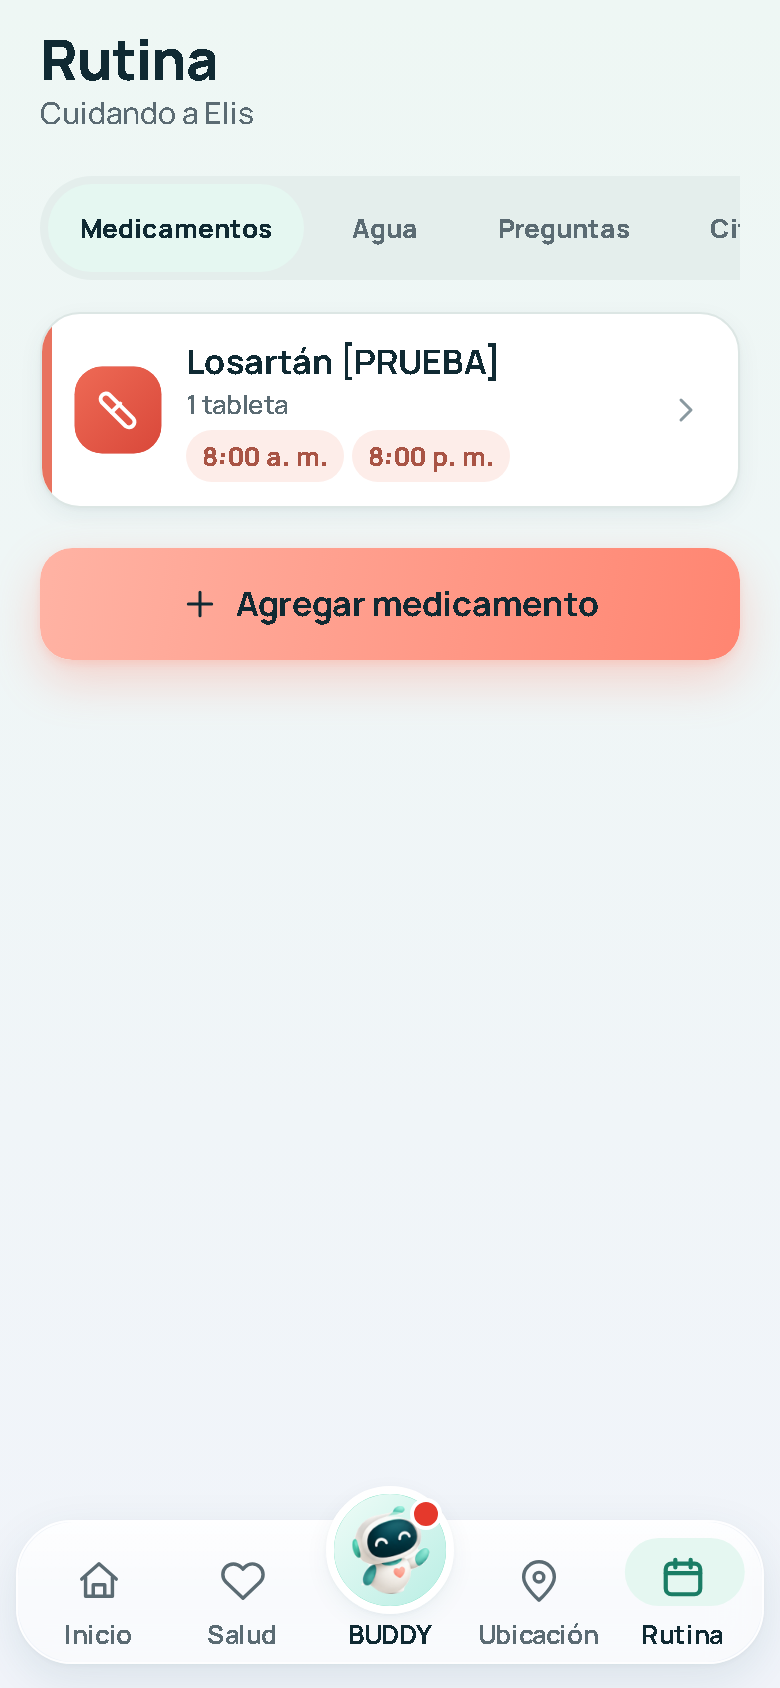 Rutina
Cuidando a Elis
Medicamentos Agua Preguntas
Losartán [PRUEBA]
1 tableta
8:00 a. m. 8:00 p. m.
Agregar medicamento
Inicio Salud BUDDY Ubicación Rutina